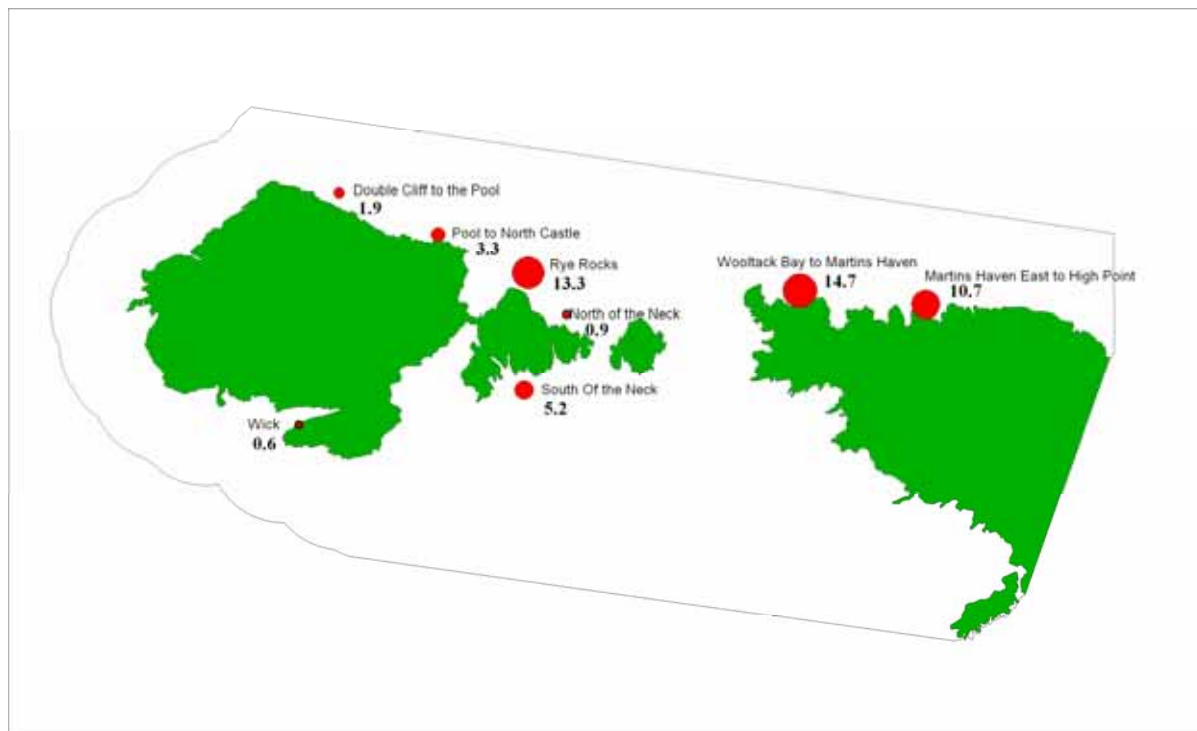 Double Cliff to the Pool
1.9
Pool to North Castle
3.3
Rye Rocks
13.3
Wooltack Bay to Martins Haven
14.7
Martins Haven East to High Point
10.7
North of the Neck
0.9
South Of the Neck
5.2
Wick
0.6